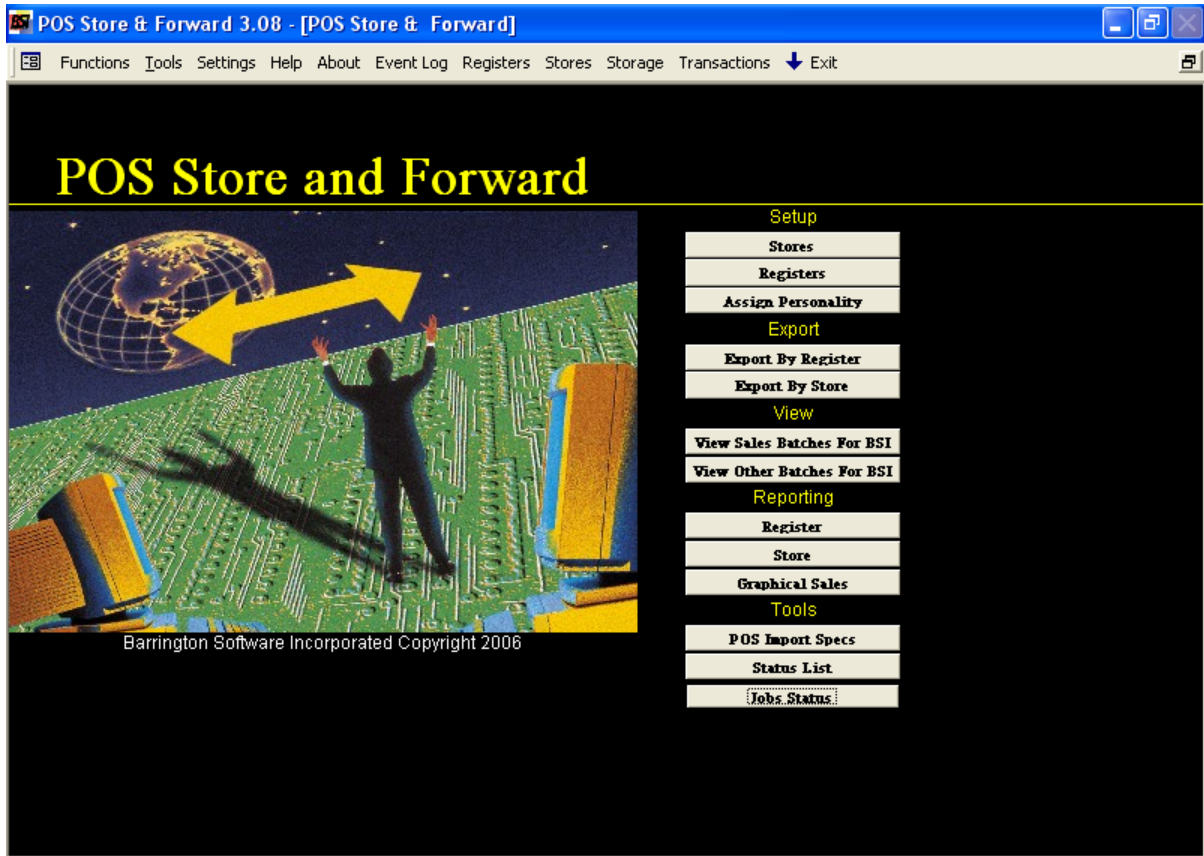 BSI POS Store & Forward 3.08 - [POS Store &  Forward]
Functions Tools Settings Help About Event Log Registers Stores Storage Transactions Exit
POS Store and Forward
Setup
Stores
Registers
Assign Personality
Export
Export By Register
Export By Store
View
View Sales Batches For BSI
View Other Batches For BSI
Reporting
Register
Store
Graphical Sales
Tools
POS Import Specs
Status List
Jobs Status
Barrington Software Incorporated Copyright 2006